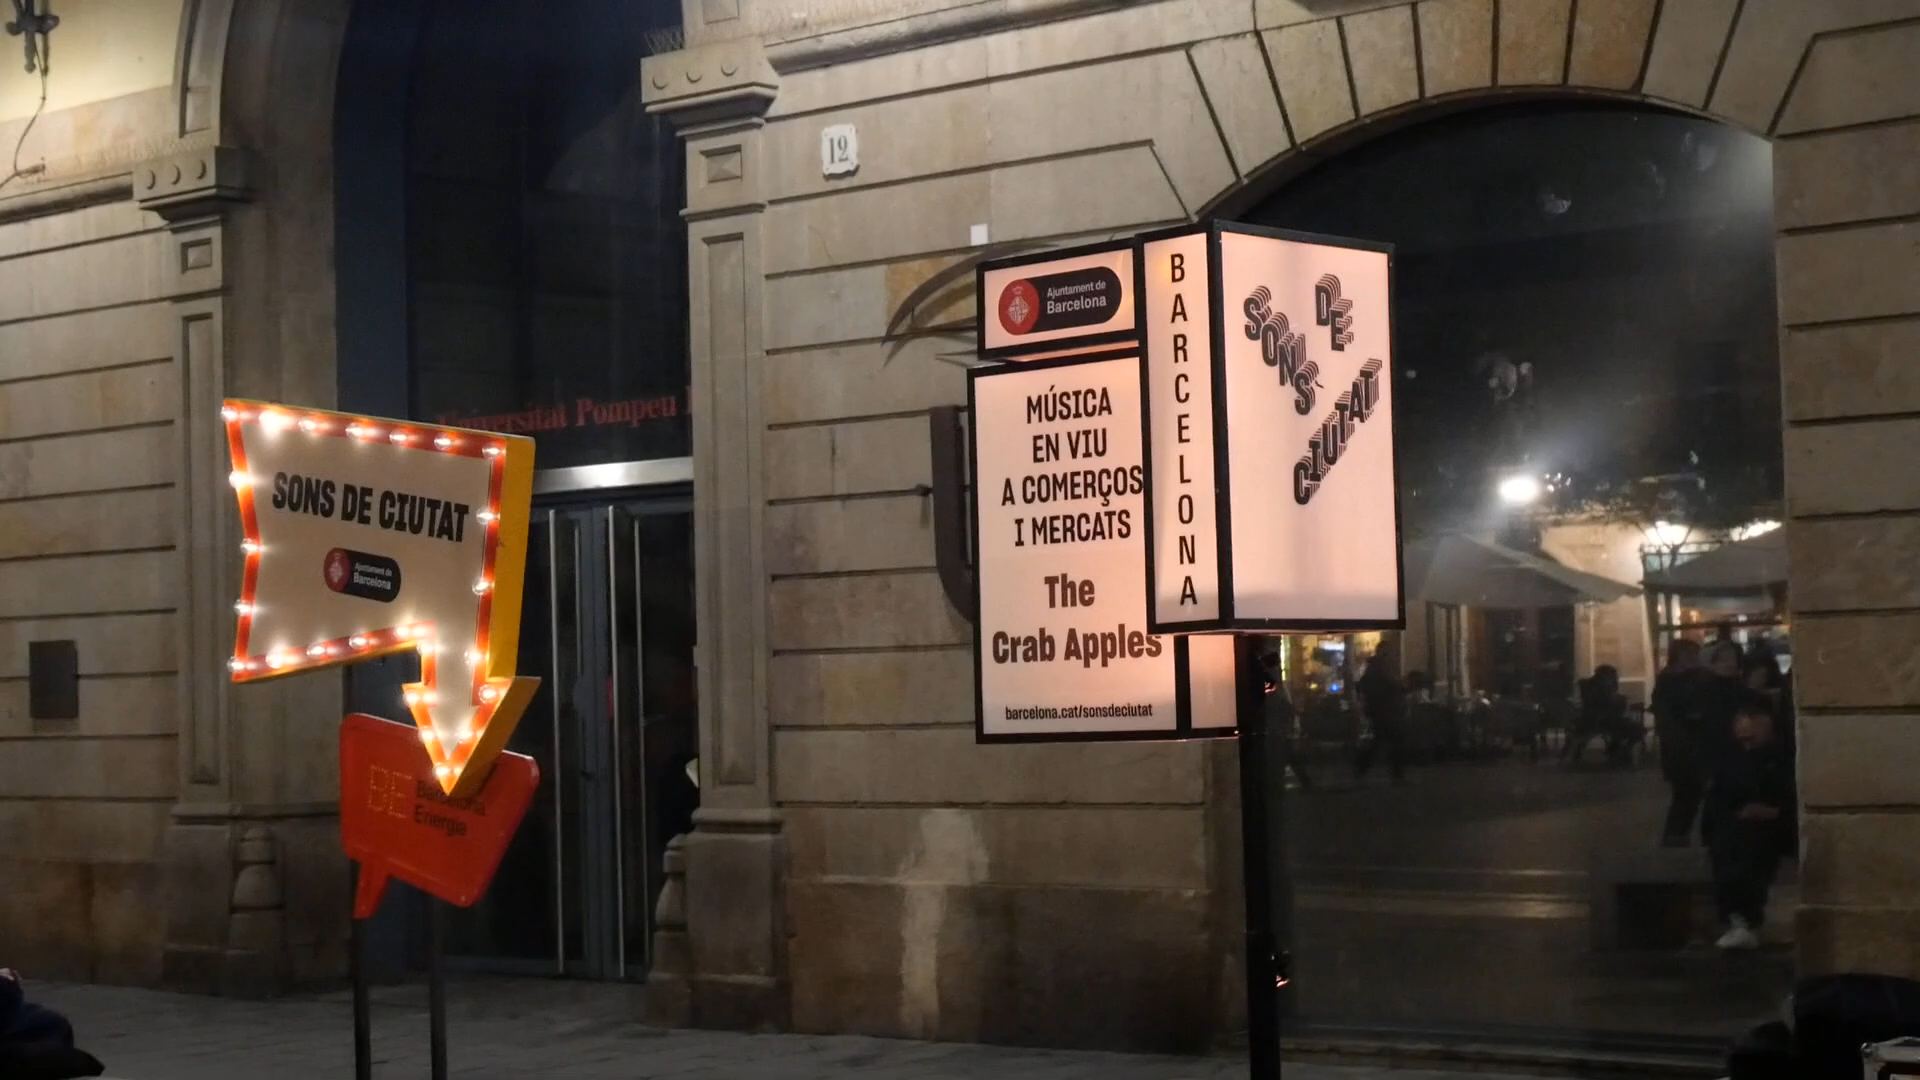 12
Universitat Pompeu
SONS DE CIUTAT
Ajuntament de
Barcelona
BE Barcelona
Energia
Ajuntament de
Barcelona
MÚSICA
EN VIU
A COMERÇOS
I MERCATS
The
Crab Apples
barcelona.cat/sonsdeciutat
BARCELONA
SONS
DE
CIUTAT